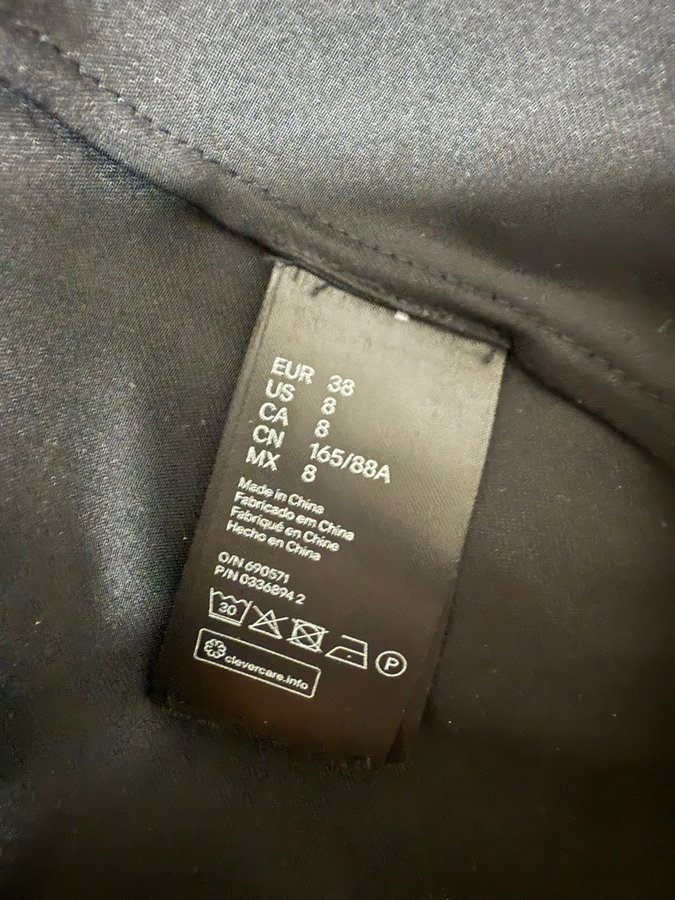 EUR 38
US 8
CA 8
CN 165/88A
MX 8
Made in China
Fabricado em China
Fabriqué en Chine
Hecho en China
O/N 690571
P/N 0336894 2
30 P
clevercare.info